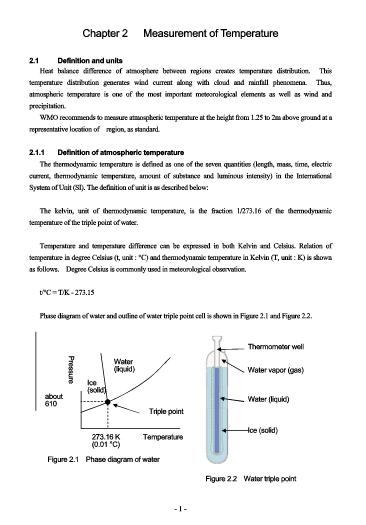 Chapter 2 Measurement of Temperature
2.1 Definition and units
Heat balance difference of atmosphere between regions creates temperature distribution. This
temperature distribution generates wind current along with cloud and rainfall phenomena. Thus,
atmospheric temperature is one of the most important meteorological elements as well as wind and
precipitation.
WMO recommends to measure atmospheric temperature at the height from 1.25 to 2m above ground at a
representative location of region, as standard.
2.1.1 Definition of atmospheric temperature
The thermodynamic temperature is defined as one of the seven quantities (length, mass, time, electric
current, thermodynamic temperature, amount of substance and luminous intensity) in the International
System of Unit (SI). The definition of unit is as described below:
The kelvin, unit of thermodynamic temperature, is the fraction 1/273.16 of the thermodynamic
temperature of the triple point of water.
Temperature and temperature difference can be expressed in both Kelvin and Celsius. Relation of
temperature in degree Celsius (t, unit : °C) and thermodynamic temperature in Kelvin (T, unit : K) is shown
as follows. Degree Celsius is commonly used in meteorological observation.
t/°C = T/K - 273.15
Phase diagram of water and outline of water triple point cell is shown in Figure 2.1 and Figure 2.2.
Pressure
about
610
Water
(liquid)
Ice
(solid)
Triple point
273.16 K
(0.01 °C)
Temperature
Figure 2.1 Phase diagram of water
Thermometer well
Water vapor (gas)
Water (liquid)
Ice (solid)
Figure 2.2 Water triple point
- 1 -